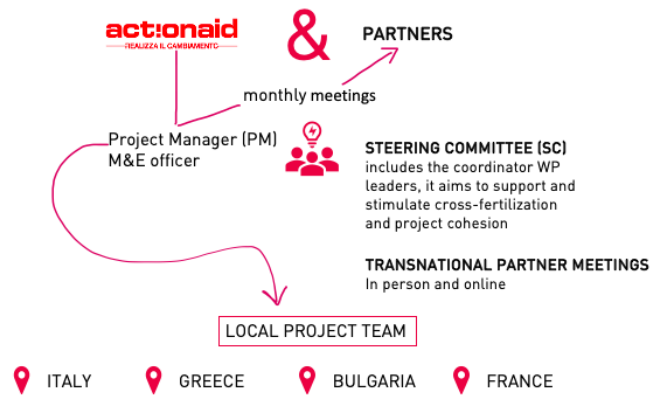 act!onaid
REALIZZA IL CAMBIAMENTO
&
PARTNERS
monthly meetings
Project Manager (PM)
M&E officer
STEERING COMMITTEE (SC)
includes the coordinator WP
leaders, it aims to support and
stimulate cross-fertilization
and project cohesion
TRANSNATIONAL PARTNER MEETINGS
In person and online
LOCAL PROJECT TEAM
ITALY
GREECE
BULGARIA
FRANCE